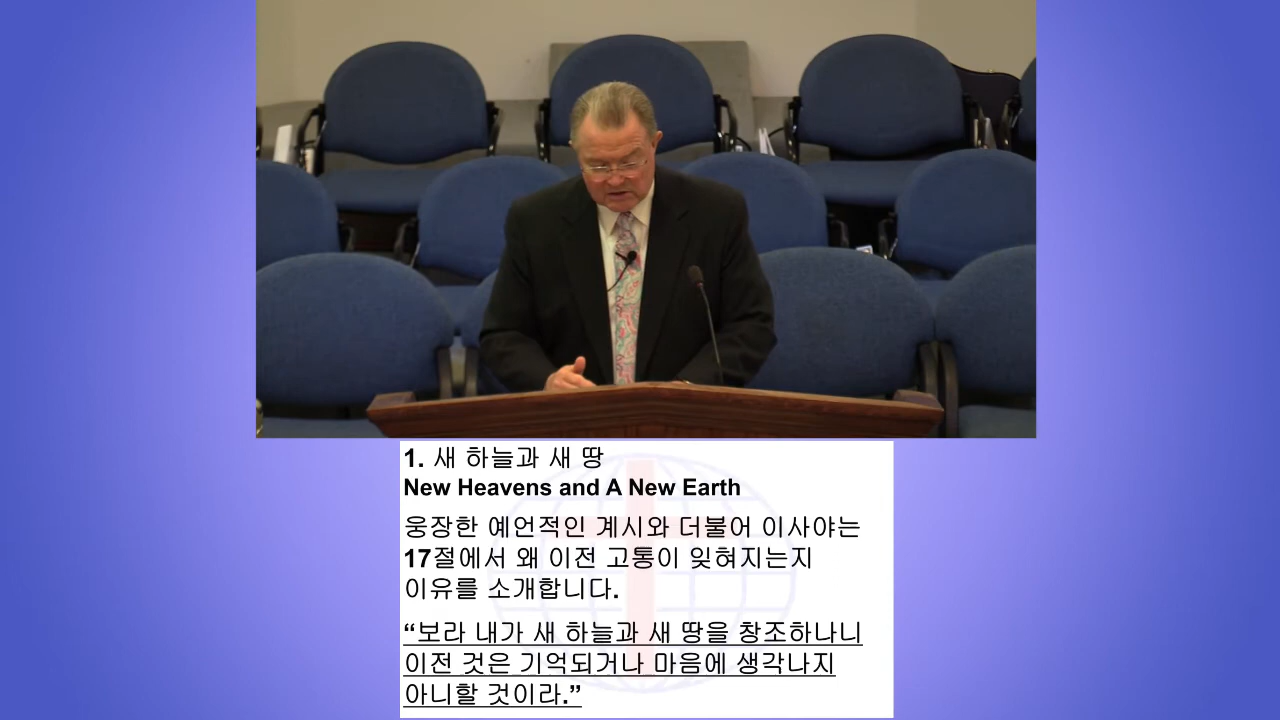 1. 새 하늘과 새 땅
New Heavens and A New Earth
웅장한 예언적인 계시와 더불어 이사야는
17절에서 왜 이전 고통이 잊혀지는지
이유를 소개합니다.
“보라 내가 새 하늘과 새 땅을 창조하나니
이전 것은 기억되거나 마음에 생각나지
아니할 것이라.”